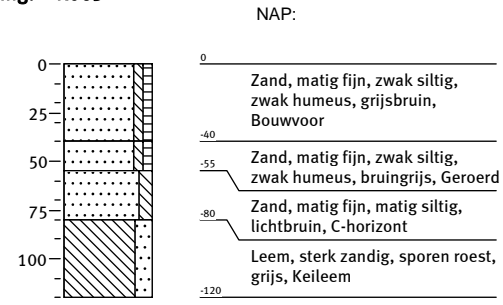 NAP:
0
25
50
75
100
0
Zand, matig fijn, zwak siltig,
zwak humeus, grijsbruin,
Bouwvoor
-40
Zand, matig fijn, zwak siltig,
zwak humeus, bruingrijs, Geroerd
-55
Zand, matig fijn, matig siltig,
lichtbruin, C-horizont
-80
Leem, sterk zandig, sporen roest,
grijs, Keileem
-120